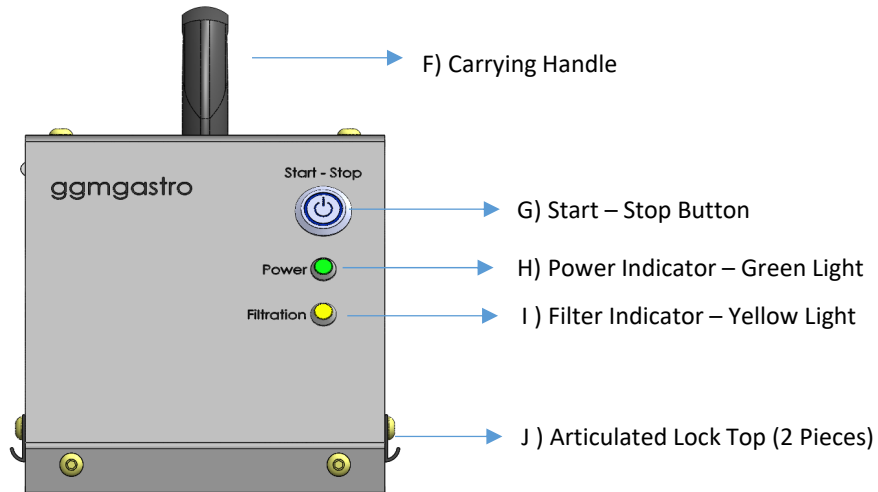 F) Carrying Handle
Start - Stop
ggmgastro
G) Start – Stop Button
Power
H) Power Indicator – Green Light
Filtration
I ) Filter Indicator – Yellow Light
J ) Articulated Lock Top (2 Pieces)